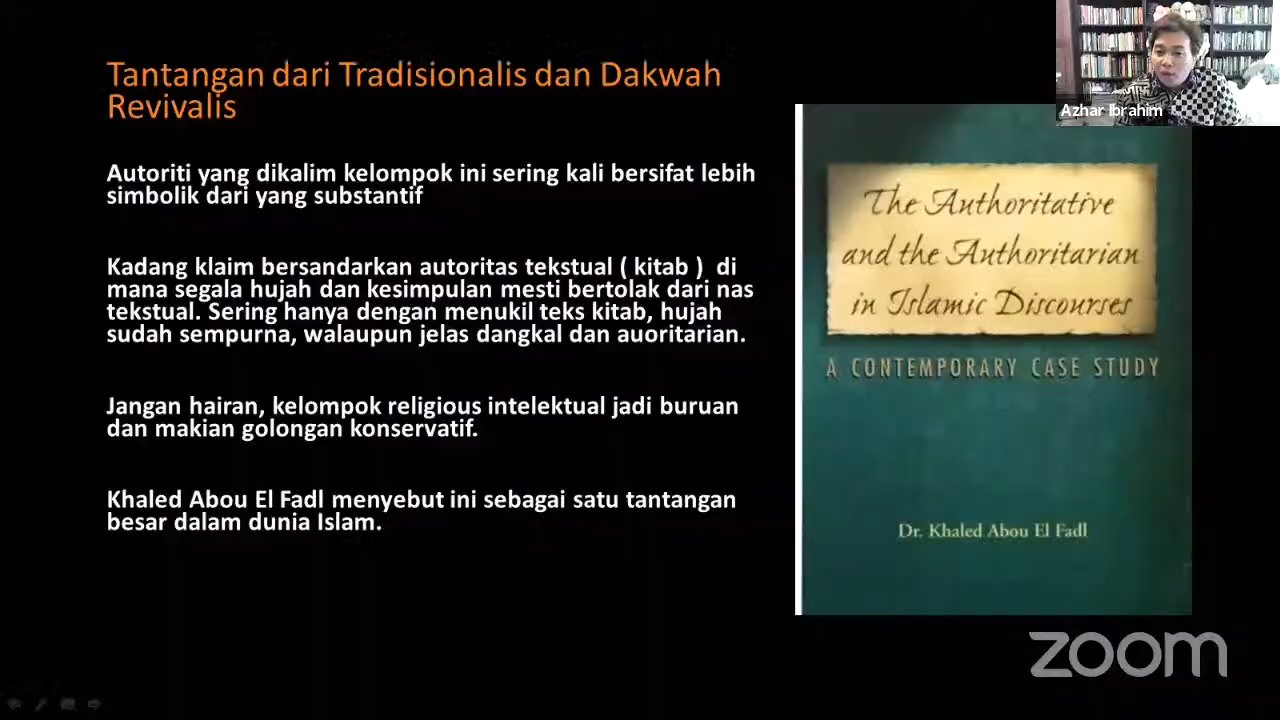 Tantangan dari Tradisionalis dan Dakwah
Revivalis
Autoriti yang dikalim kelompok ini sering kali bersifat lebih
simbolik dari yang substantif
Kadang klaim bersandarkan autoritas tekstual ( kitab )  di
mana segala hujah dan kesimpulan mesti bertolak dari nas
tekstual. Sering hanya dengan menukil teks kitab, hujah
sudah sempurna, walaupun jelas dangkal dan auoritarian.
Jangan hairan, kelompok religious intelektual jadi buruan
dan makian golongan konservatif.
Khaled Abou El Fadl menyebut ini sebagai satu tantangan
besar dalam dunia Islam.
Azhar Ibrahim
The Authoritative
and the Authoritarian
in Islamic Discourses
A CONTEMPORARY CASE STUDY
Dr. Khaled Abou El Fadl
zoom